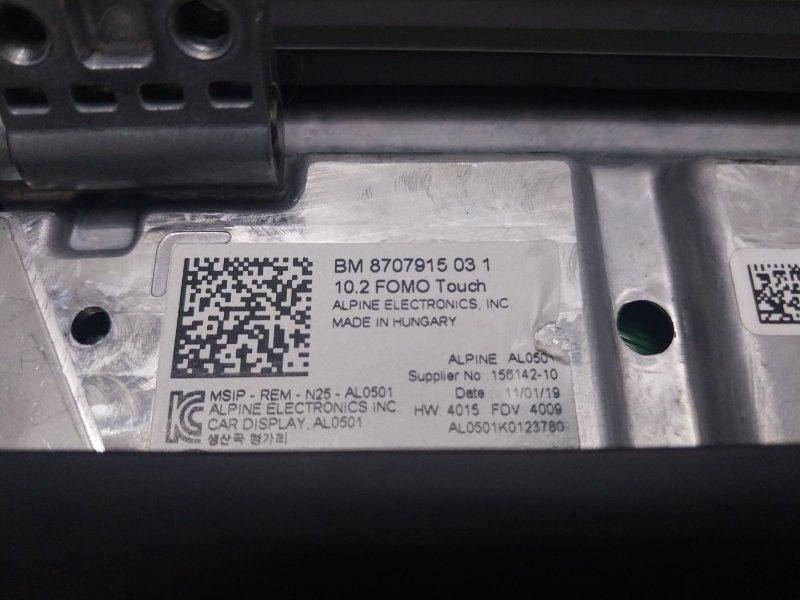 BM 8707915 03 1
10.2 FOMO Touch
ALPINE ELECTRONICS, INC
MADE IN HUNGARY
ALPINE AL0501
Supplier No 156142-10
Date : 11/01/19
HW: 4015 FDV: 4009
AL0501K0123780
MSIP - REM - N25 - AL0501
ALPINE ELECTRONICS INC
CAR DISPLAY, AL0501
생산국 헝가리